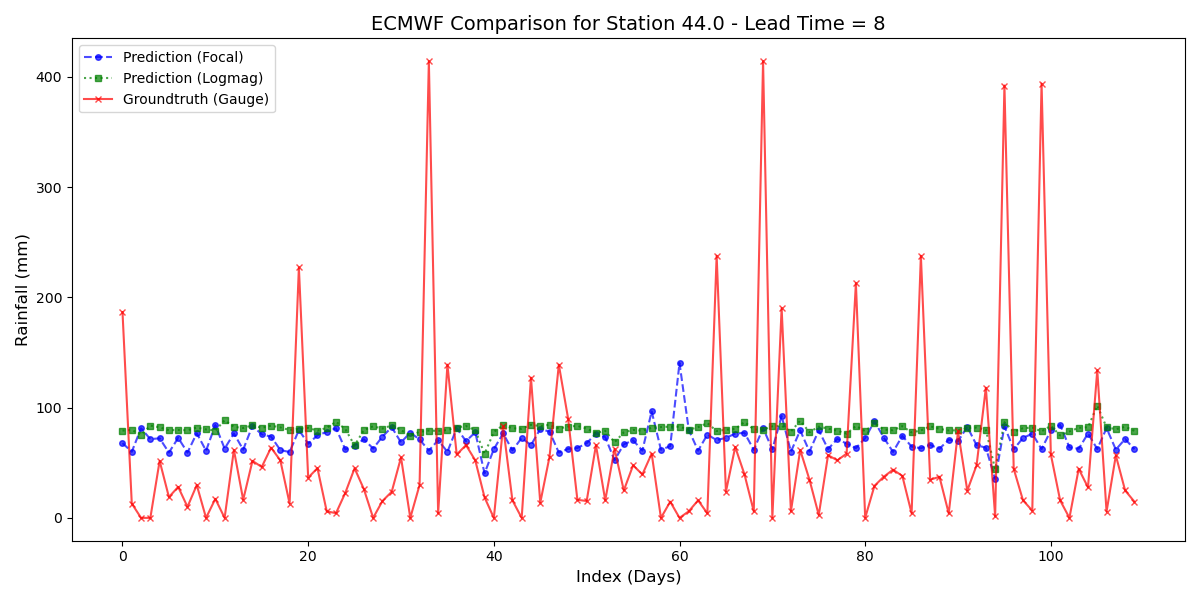 ECMWF Comparison for Station 44.0 - Lead Time = 8
Prediction (Focal)
Prediction (Logmag)
Groundtruth (Gauge)
Rainfall (mm)
400
300
200
100
0
0 20 40 60 80 100
Index (Days)